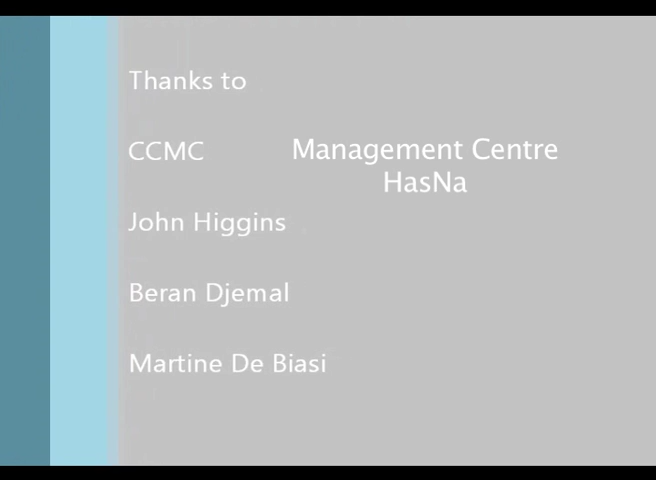 Thanks to
CCMC
Management Centre
HasNa
John Higgins
Beran Djemal
Martine De Biasi